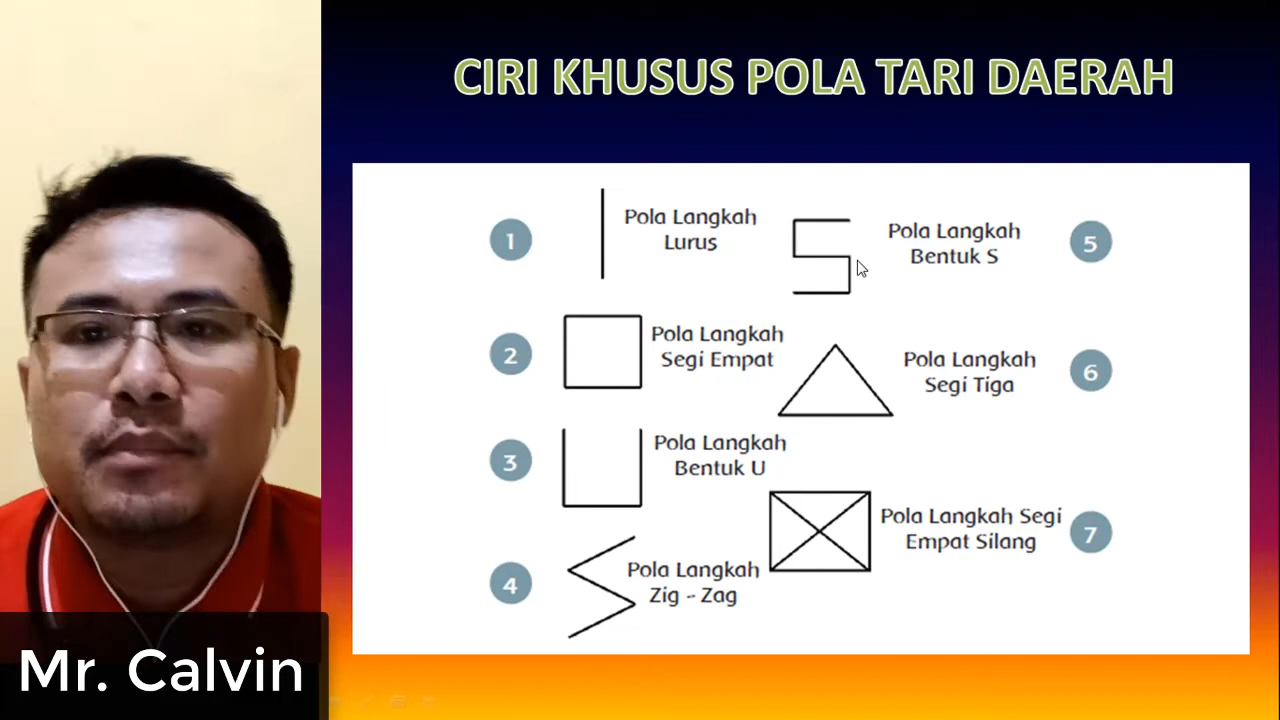 CIRI KHUSUS POLA TARI DAERAH
1
Pola Langkah
Lurus
2
Pola Langkah
Segi Empat
3
Pola Langkah
Bentuk U
4
Pola Langkah
Zig - Zag
Pola Langkah
Bentuk S
5
Pola Langkah
Segi Tiga
6
Pola Langkah Segi
Empat Silang
7
Mr. Calvin